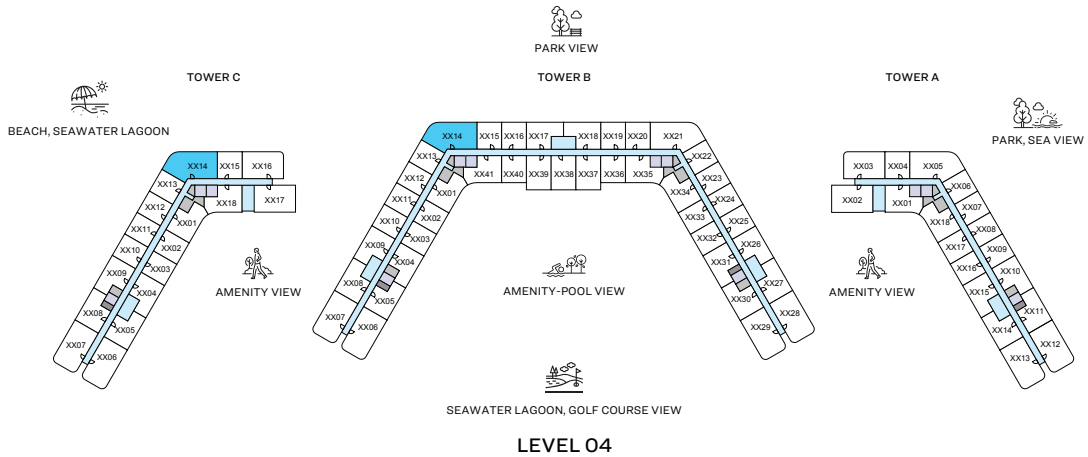 PARK VIEW
TOWER C
TOWER B
TOWER A
BEACH, SEAWATER LAGOON
PARK, SEA VIEW
XX14
XX15
XX16
XX13
XX12
XX11
XX10
XX09
XX08
XX07
XX06
XX05
XX04
XX03
XX02
XX01
XX18
XX17
XX14
XX15
XX16
XX17
XX18
XX19
XX20
XX21
XX13
XX12
XX11
XX10
XX09
XX08
XX07
XX06
XX05
XX04
XX03
XX02
XX01
XX41
XX40
XX39
XX38
XX37
XX36
XX35
XX34
XX33
XX32
XX31
XX30
XX29
XX28
XX27
XX26
XX25
XX24
XX23
XX22
XX03
XX04
XX05
XX02
XX01
XX06
XX07
XX08
XX09
XX10
XX11
XX12
XX13
XX14
XX15
XX16
XX17
XX18
AMENITY VIEW
AMENITY-POOL VIEW
AMENITY VIEW
SEAWATER LAGOON, GOLF COURSE VIEW
LEVEL 04